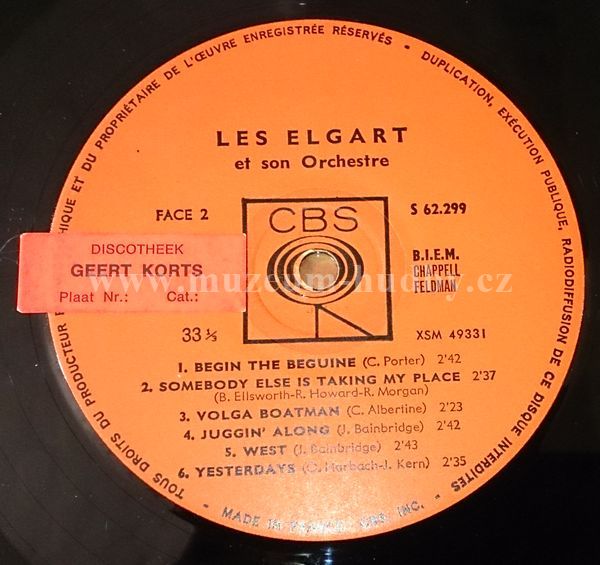 TOUS DROITS DU PRODUCTEUR PHONOGRAPHIQUE ET DU PROPRIÉTAIRE DE L'ŒUVRE ENREGISTRÉE RÉSERVÉS - DUPLICATION, EXÉCUTION PUBLIQUE, RADIODIFFUSION DE CE DISQUE INTERDITES
LES ELGART
et son Orchestre
FACE 2
CBS
S 62.299
DISCOTHEEK
GEERT KORTS
Plaat Nr.: Cat.:
B.I.E.M.
CHAPPELL
FELDMAN
www.muzeum-hudby.cz
33 ⅓
XSM 49331
1. BEGIN THE BEGUINE (C. Porter) 2'42
2. SOMEBODY ELSE IS TAKING MY PLACE 2'37
(B. Ellsworth-R. Howard-R. Morgan)
3. VOLGA BOATMAN (C. Albertine) 2'23
4. JUGGIN' ALONG (J. Bainbridge) 2'42
5. WEST (J. Bainbridge) 2'43
6. YESTERDAYS (O. Harbach-J. Kern) 2'35
- MADE IN FRANCE - CBS. INC. -